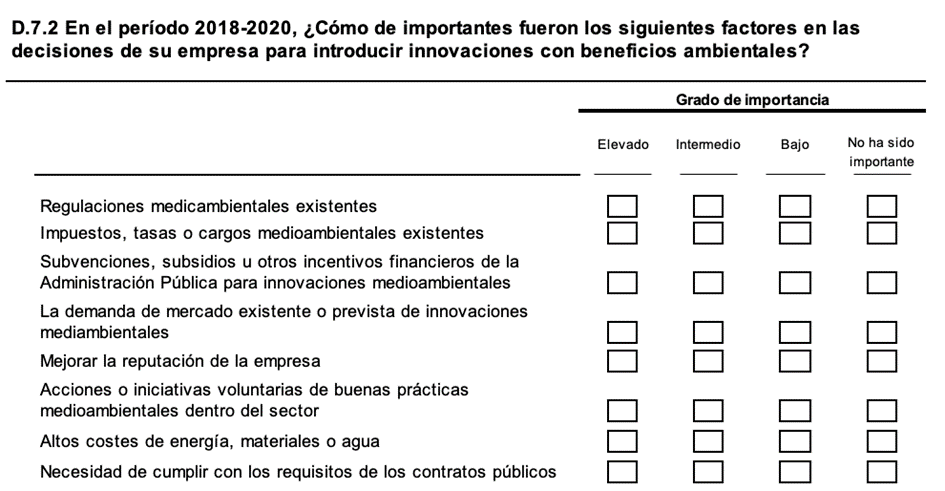 D.7.2 En el período 2018-2020, ¿Cómo de importantes fueron los siguientes factores en las
decisiones de su empresa para introducir innovaciones con beneficios ambientales?
Grado de importancia
Elevado Intermedio Bajo No ha sido
importante
Regulaciones medicambientales existentes
Impuestos, tasas o cargos medioambientales existentes
Subvenciones, subsidios u otros incentivos financieros de la
Administración Pública para innovaciones medioambientales
La demanda de mercado existente o prevista de innovaciones
mediambientales
Mejorar la reputación de la empresa
Acciones o iniciativas voluntarias de buenas prácticas
medioambientales dentro del sector
Altos costes de energía, materiales o agua
Necesidad de cumplir con los requisitos de los contratos públicos